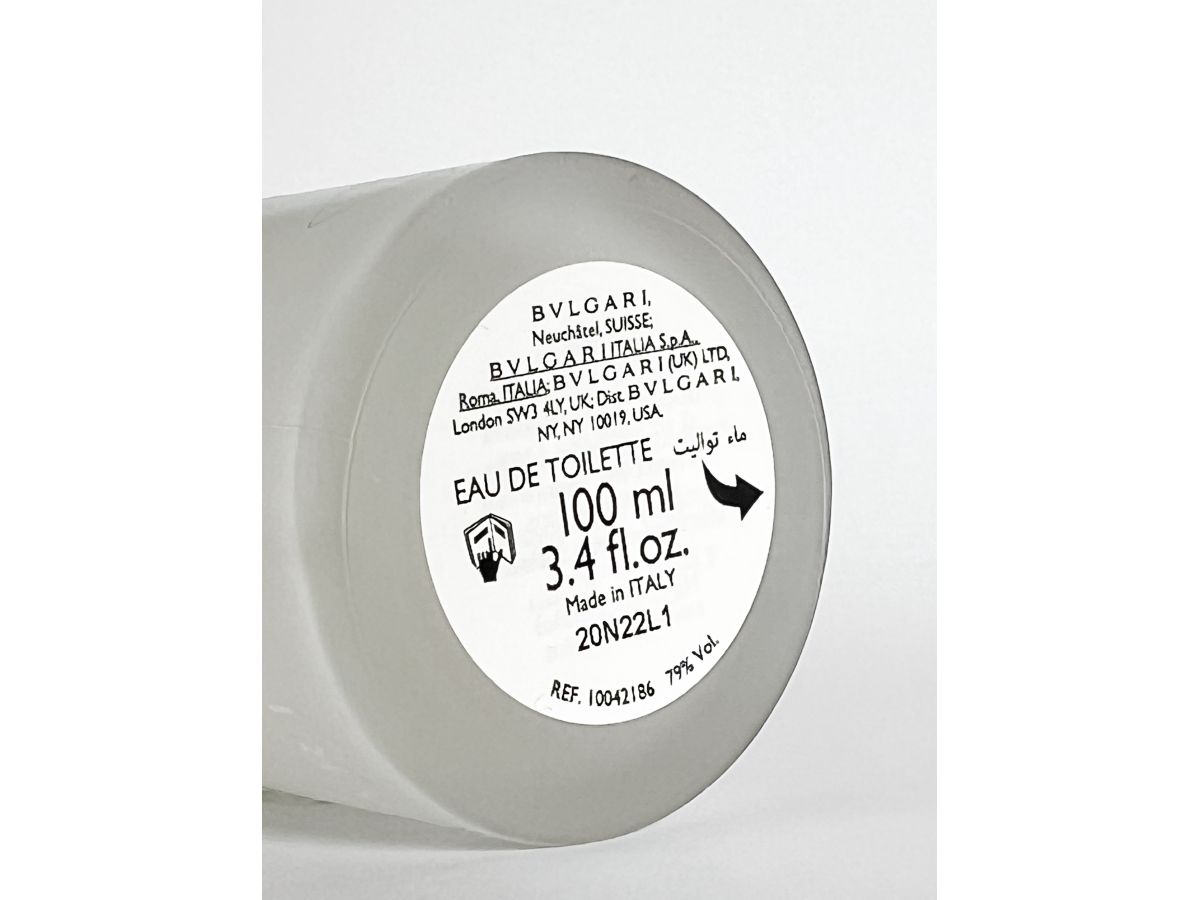 BVLGARI,
Neuchâtel, SUISSE;
BVLGARI ITALIA S.p.A.,
Roma, ITALIA; BVLGARI (UK) LTD,
London SW3 4LY, UK; Dist. BVLGARI,
NY, NY 10019, USA.
EAU DE TOILETTE ماء تواليت
100 ml
3.4 fl.oz.
Made in ITALY
20N22L1
REF. 10042186 79% Vol.